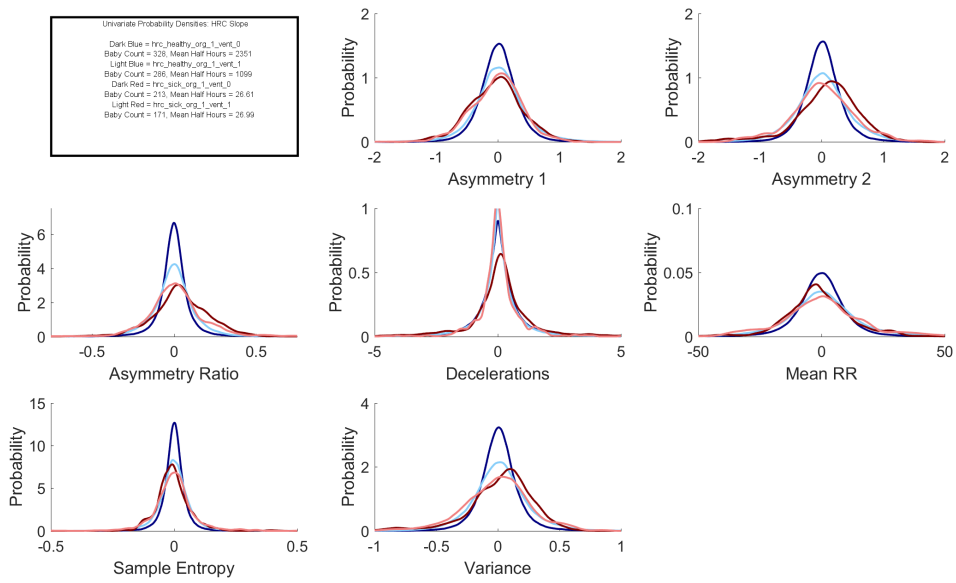 Univariate Probability Densities: HRC Slope
Dark Blue = hrc_healthy_org_1_vent_0
Baby Count = 328, Mean Half Hours = 2351
Light Blue = hrc_healthy_org_1_vent_1
Baby Count = 286, Mean Half Hours = 1099
Dark Red = hrc_sick_org_1_vent_0
Baby Count = 213, Mean Half Hours = 26.61
Light Red = hrc_sick_org_1_vent_1
Baby Count = 171, Mean Half Hours = 26.99
Probability
2
1
0
-2 -1 0 1 2
Asymmetry 1
Probability
2
1
0
-2 -1 0 1 2
Asymmetry 2
Probability
6
4
2
0
-0.5 0 0.5
Asymmetry Ratio
Probability
1
0.5
0
-5 0 5
Decelerations
Probability
0.1
0.05
0
-50 0 50
Mean RR
Probability
15
10
5
0
-0.5 0 0.5
Sample Entropy
Probability
4
2
0
-1 -0.5 0 0.5 1
Variance